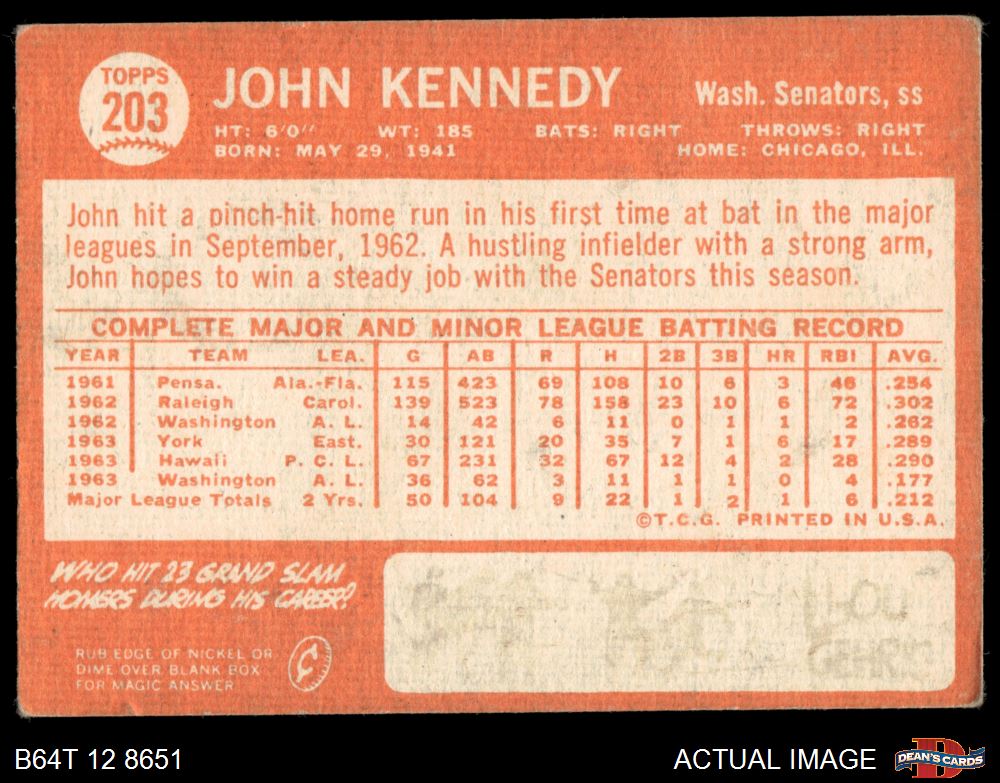 TOPPS
203
JOHN KENNEDY
Wash. Senators, ss
HT: 6'0" WT: 185 BATS: RIGHT THROWS: RIGHT
BORN: MAY 29, 1941 HOME: CHICAGO, ILL.
John hit a pinch-hit home run in his first time at bat in the major
leagues in September, 1962. A hustling infielder with a strong arm,
John hopes to win a steady job with the Senators this season.
COMPLETE MAJOR AND MINOR LEAGUE BATTING RECORD
YEAR TEAM LEA. G AB R H 2B 3B HR RBI AVG.
1961 Pensa. Ala.-Fla. 115 423 69 108 10 6 3 46 .254
1962 Raleigh Carol. 139 523 78 158 23 10 6 72 .302
1962 Washington A. L. 14 42 6 11 0 1 1 2 .262
1963 York East. 30 121 20 35 7 1 6 17 .289
1963 Hawaii P. C. L. 67 231 32 67 12 4 2 28 .290
1963 Washington A. L. 36 62 3 11 1 1 0 4 .177
Major League Totals 2 Yrs. 50 104 9 22 1 2 1 6 .212
©T.C.G. PRINTED IN U.S.A.
WHO HIT 23 GRAND SLAM
HOMERS DURING HIS CAREER?
RUB EDGE OF NICKEL OR
DIME OVER BLANK BOX
FOR MAGIC ANSWER
LOU
GEHRIG
B64T 12 8651
ACTUAL IMAGE
D
DEAN'S CARDS